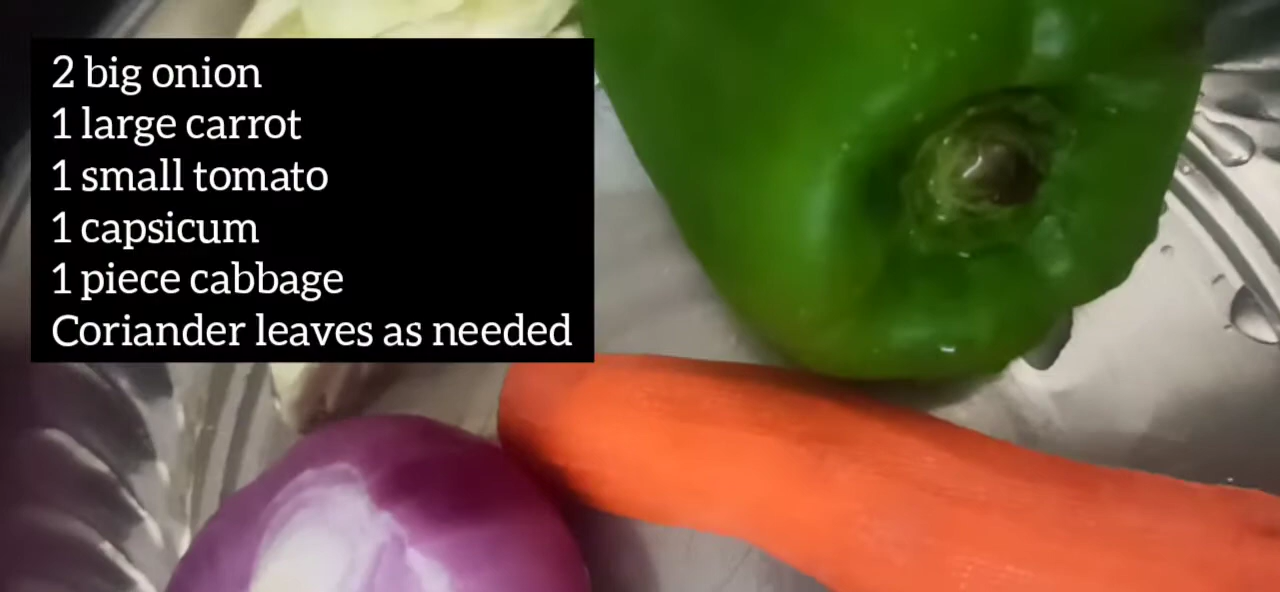 2 big onion
1 large carrot
1 small tomato
1 capsicum
1 piece cabbage
Coriander leaves as needed